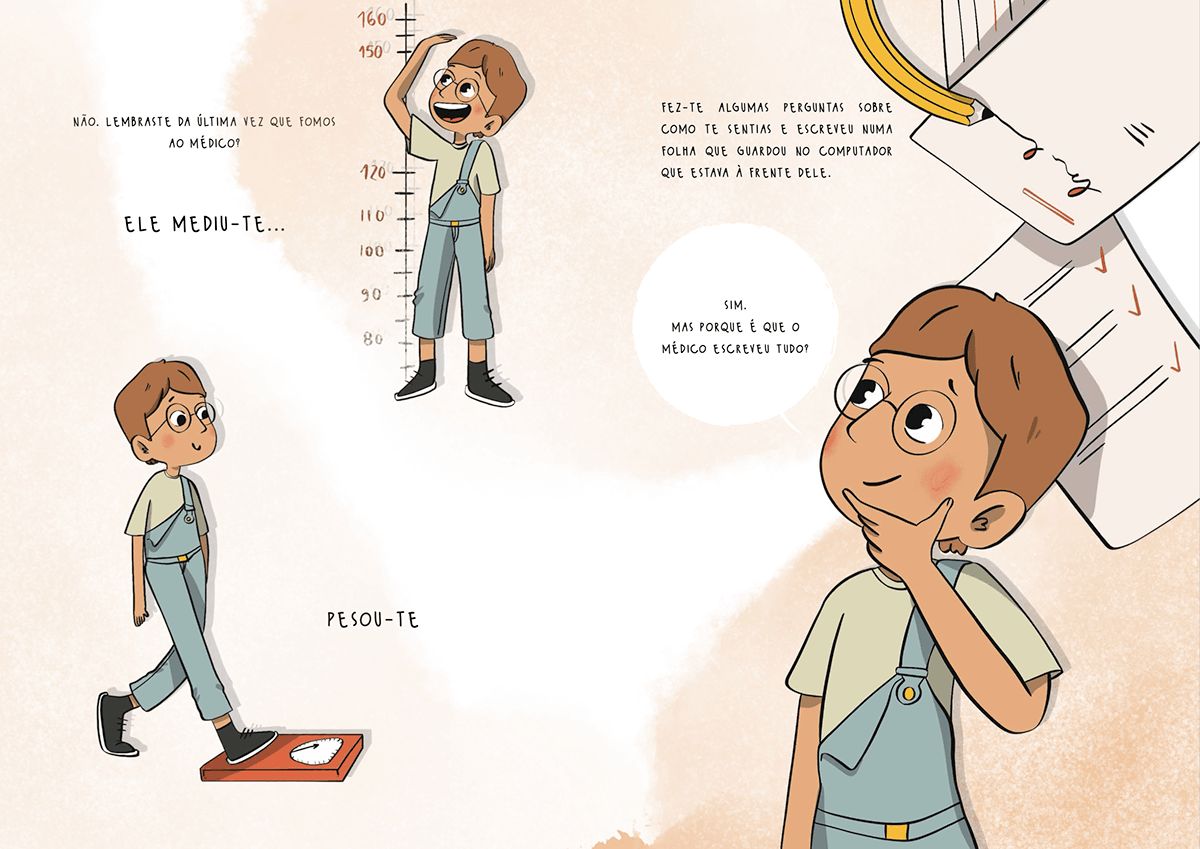 NÃO. LEMBRASTE DA ÚLTIMA VEZ QUE FOMOS
AO MÉDICO?
ELE MEDIU-TE...
160
150
120
110
100
90
80
PESOU-TE
FEZ-TE ALGUMAS PERGUNTAS SOBRE
COMO TE SENTIAS E ESCREVEU NUMA
FOLHA QUE GUARDOU NO COMPUTADOR
QUE ESTAVA À FRENTE DELE.
SIM.
MAS PORQUE É QUE O
MÉDICO ESCREVEU TUDO?